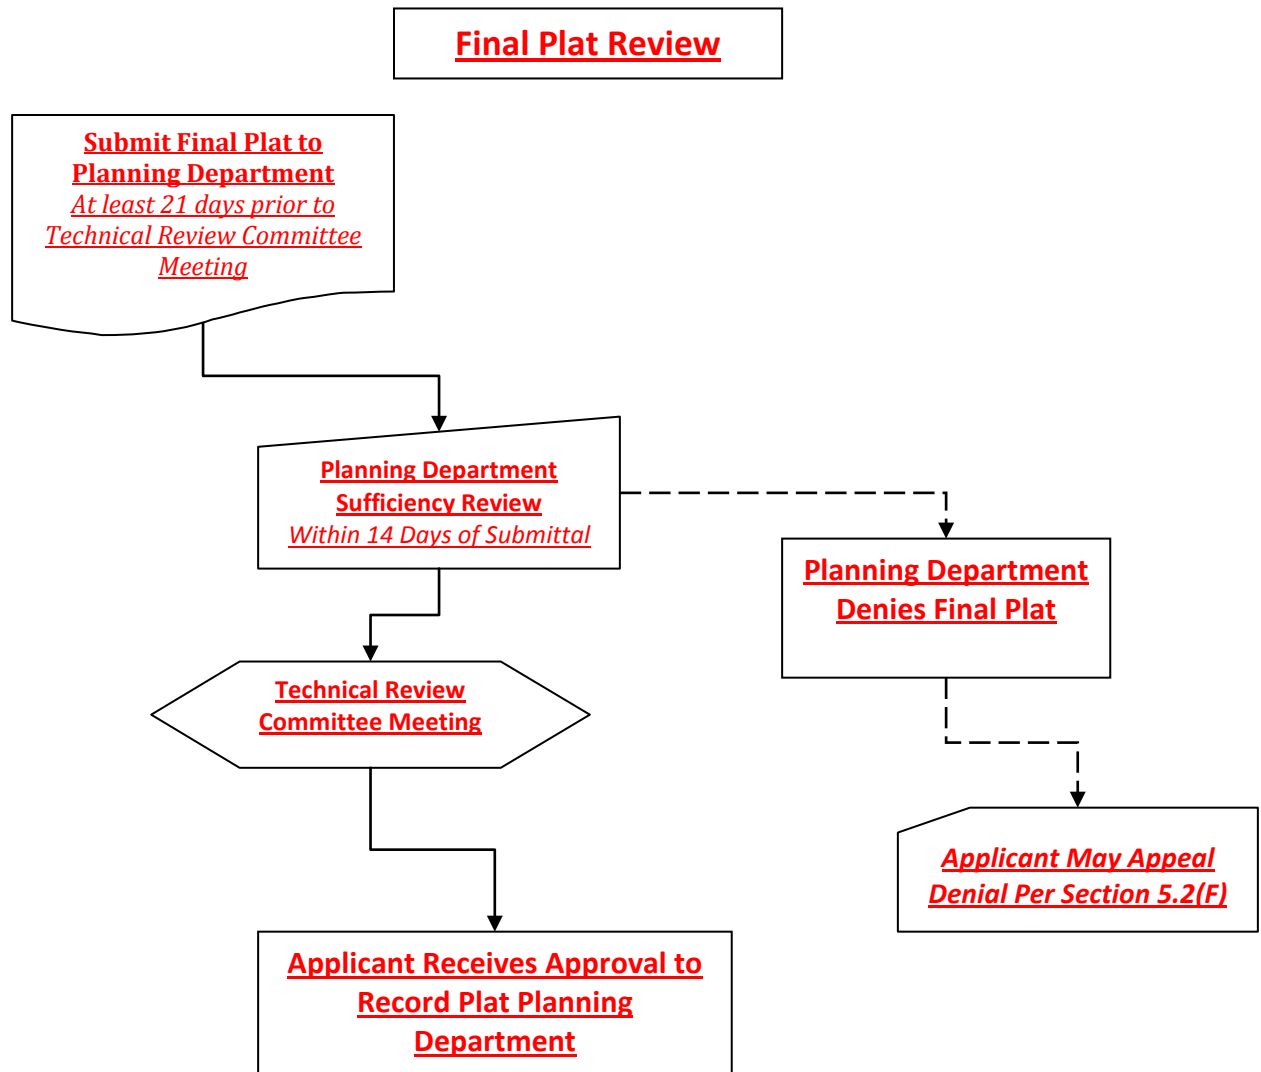 Final Plat Review
Submit Final Plat to
Planning Department
At least 21 days prior to
Technical Review Committee
Meeting
Planning Department
Sufficiency Review
Within 14 Days of Submittal
Planning Department
Denies Final Plat
Technical Review
Committee Meeting
Applicant May Appeal
Denial Per Section 5.2(F)
Applicant Receives Approval to
Record Plat Planning
Department